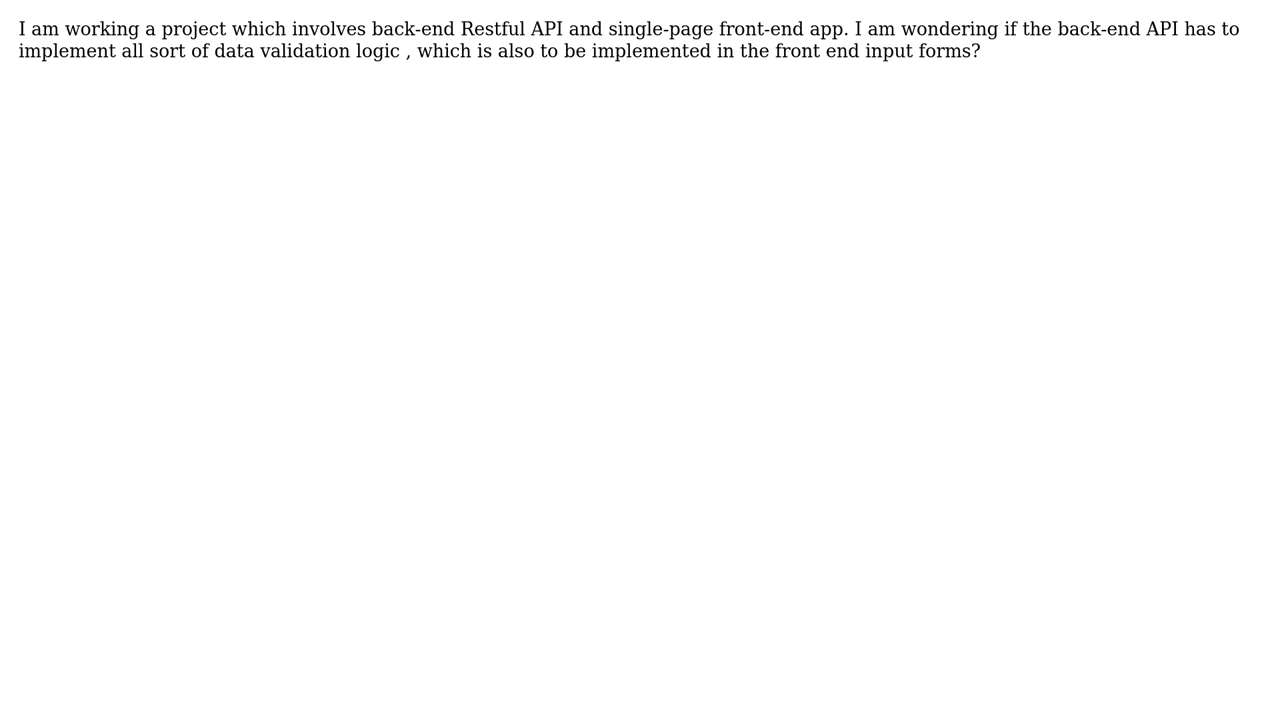 I am working a project which involves back-end Restful API and single-page front-end app. I am wondering if the back-end API has to
implement all sort of data validation logic , which is also to be implemented in the front end input forms?